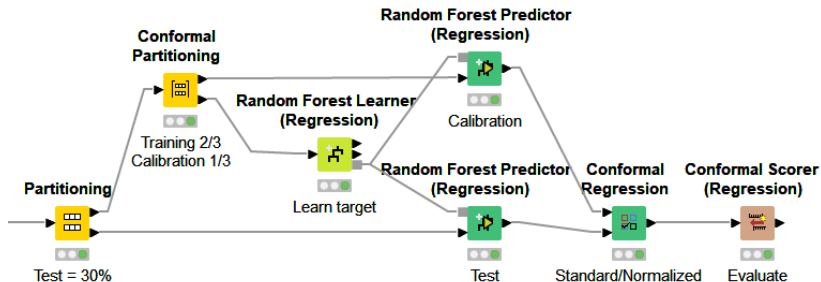 Random Forest Predictor
(Regression)
Conformal
Partitioning
Random Forest Learner
(Regression)
Calibration
Training 2/3
Calibration 1/3
Partitioning
Random Forest Predictor
(Regression)
Conformal
Regression
Conformal Scorer
(Regression)
Learn target
Test = 30%
Test
Standard/Normalized
Evaluate